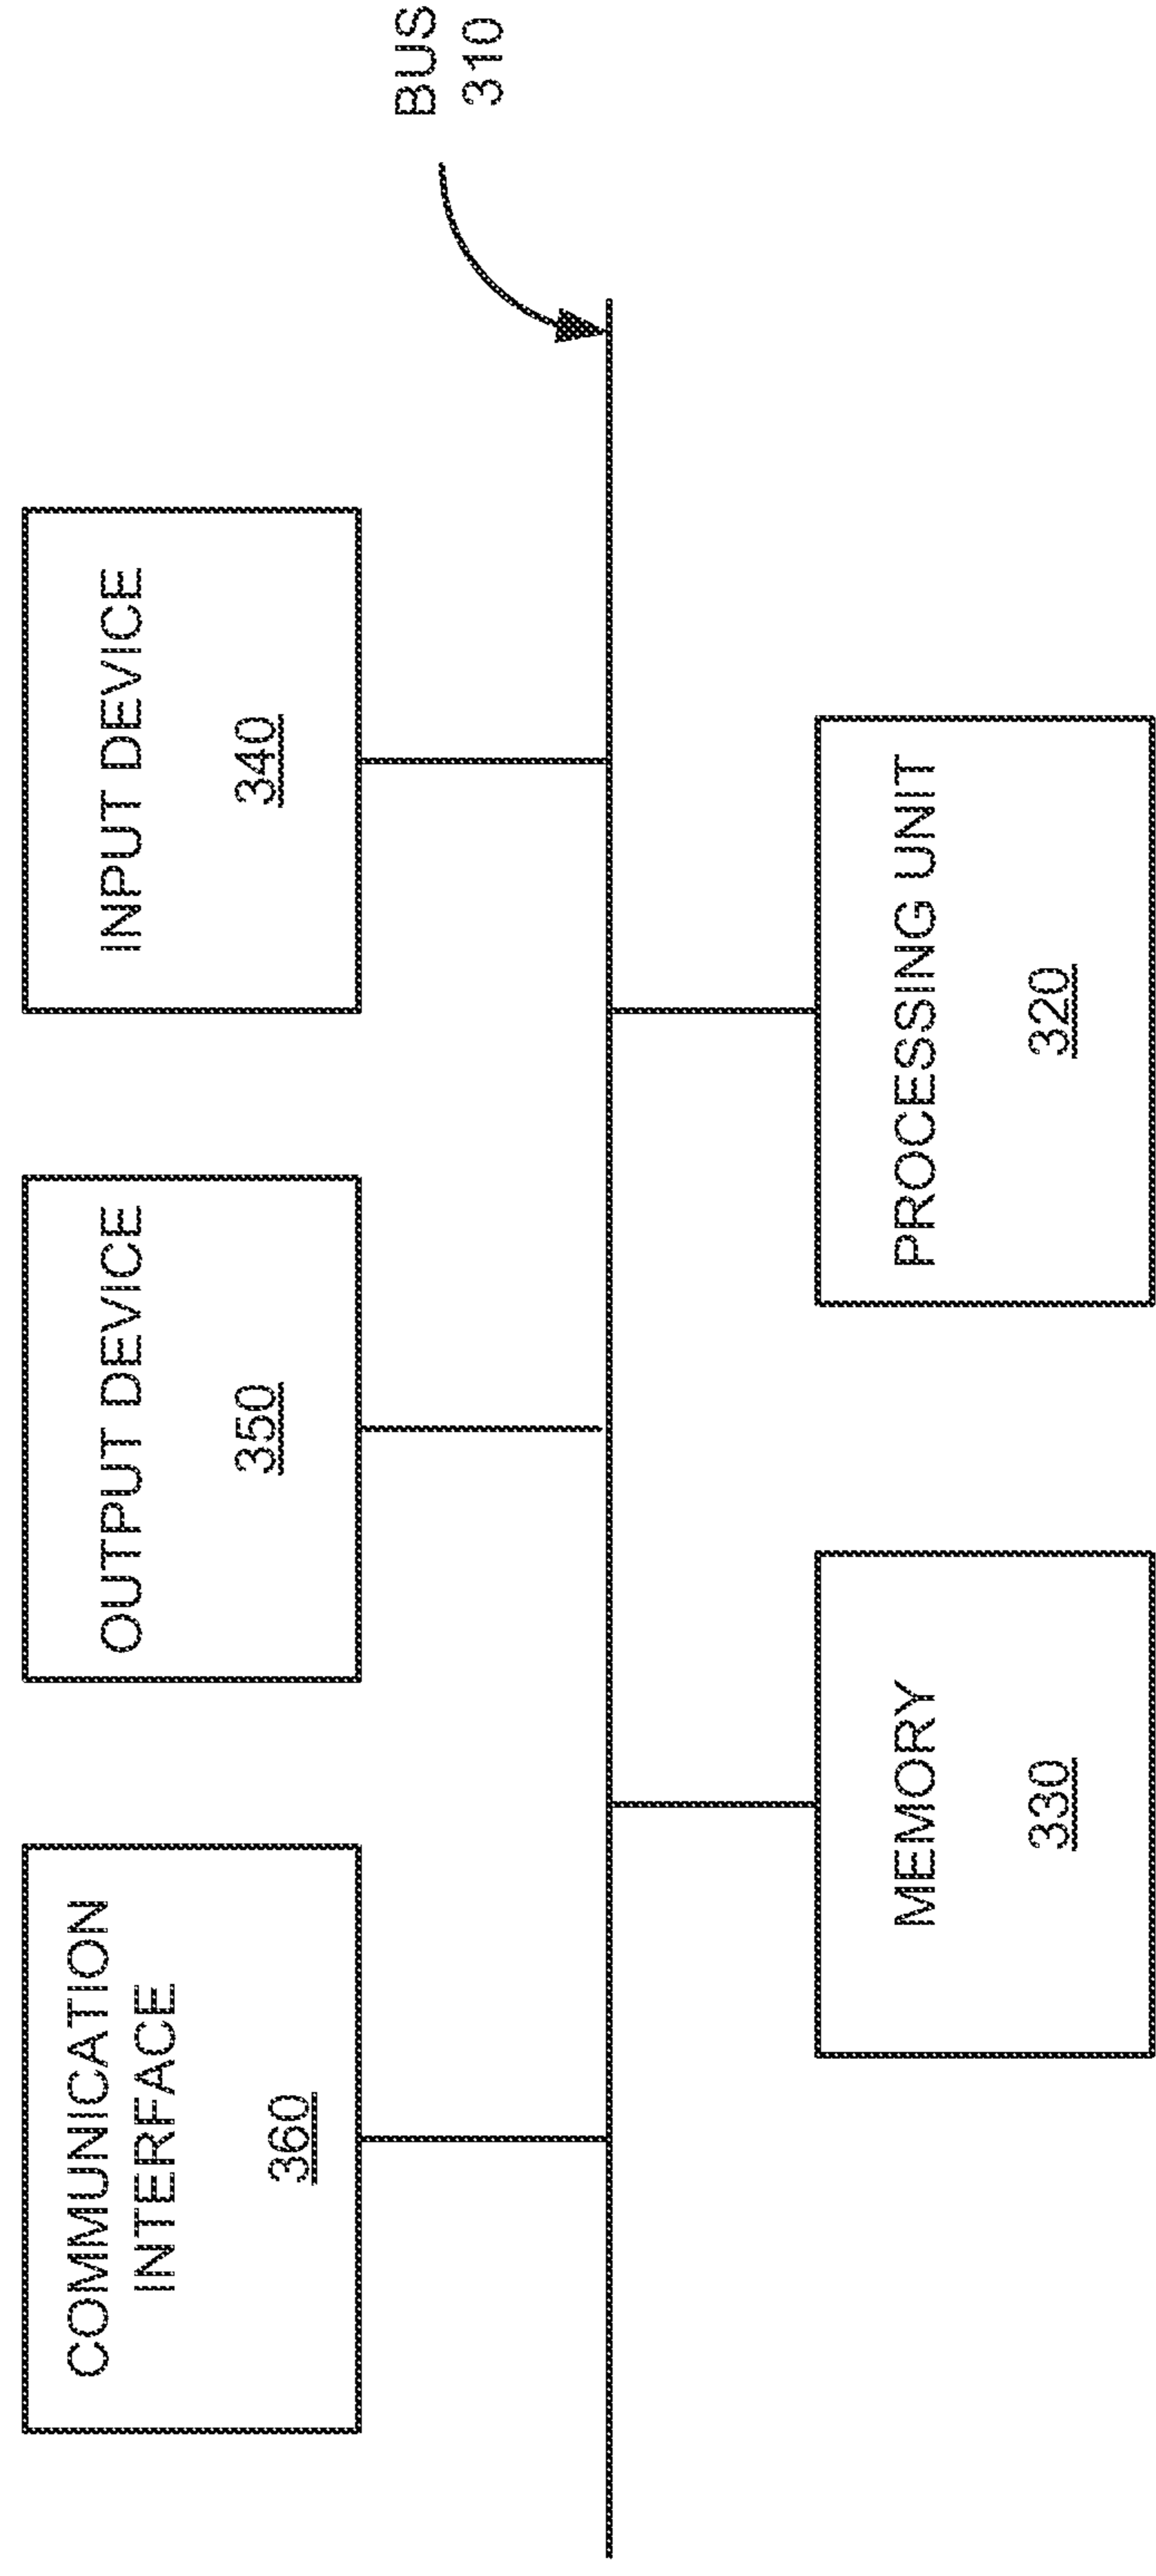 COMMUNICATION
INTERFACE
360
OUTPUT DEVICE
350
INPUT DEVICE
340
BUS
310
MEMORY
330
PROCESSING UNIT
320